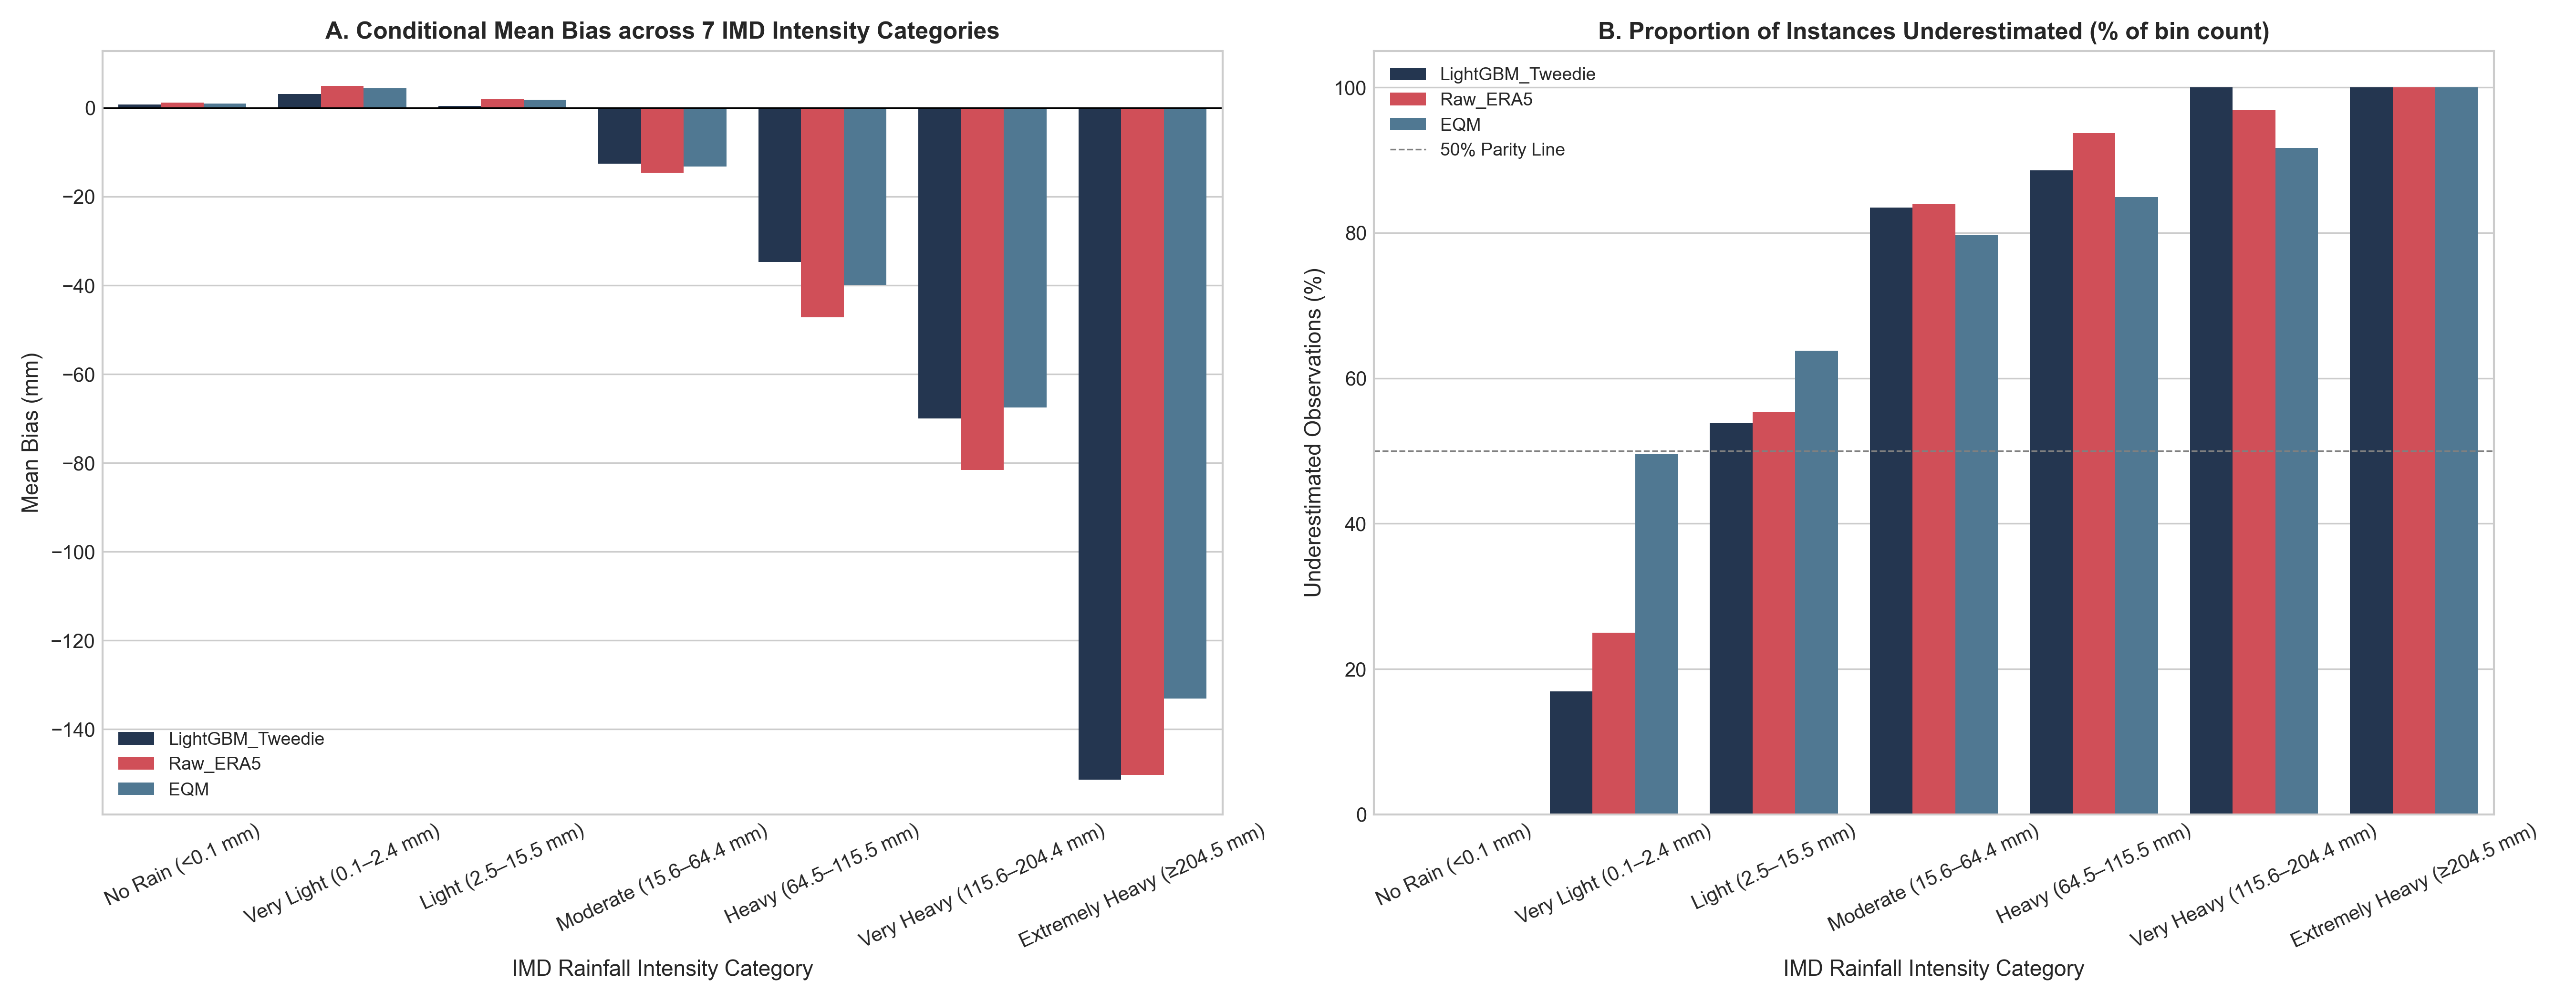 A. Conditional Mean Bias across 7 IMD Intensity Categories
Mean Bias (mm)
0
−20
−40
−60
−80
−100
−120
−140
LightGBM_Tweedie
Raw_ERA5
EQM
No Rain (<0.1 mm)
Very Light (0.1–2.4 mm)
Light (2.5–15.5 mm)
Moderate (15.6–64.4 mm)
Heavy (64.5–115.5 mm)
Very Heavy (115.6–204.4 mm)
Extremely Heavy (≥204.5 mm)
IMD Rainfall Intensity Category
B. Proportion of Instances Underestimated (% of bin count)
Underestimated Observations (%)
100
80
60
40
20
0
LightGBM_Tweedie
Raw_ERA5
EQM
50% Parity Line
No Rain (<0.1 mm)
Very Light (0.1–2.4 mm)
Light (2.5–15.5 mm)
Moderate (15.6–64.4 mm)
Heavy (64.5–115.5 mm)
Very Heavy (115.6–204.4 mm)
Extremely Heavy (≥204.5 mm)
IMD Rainfall Intensity Category